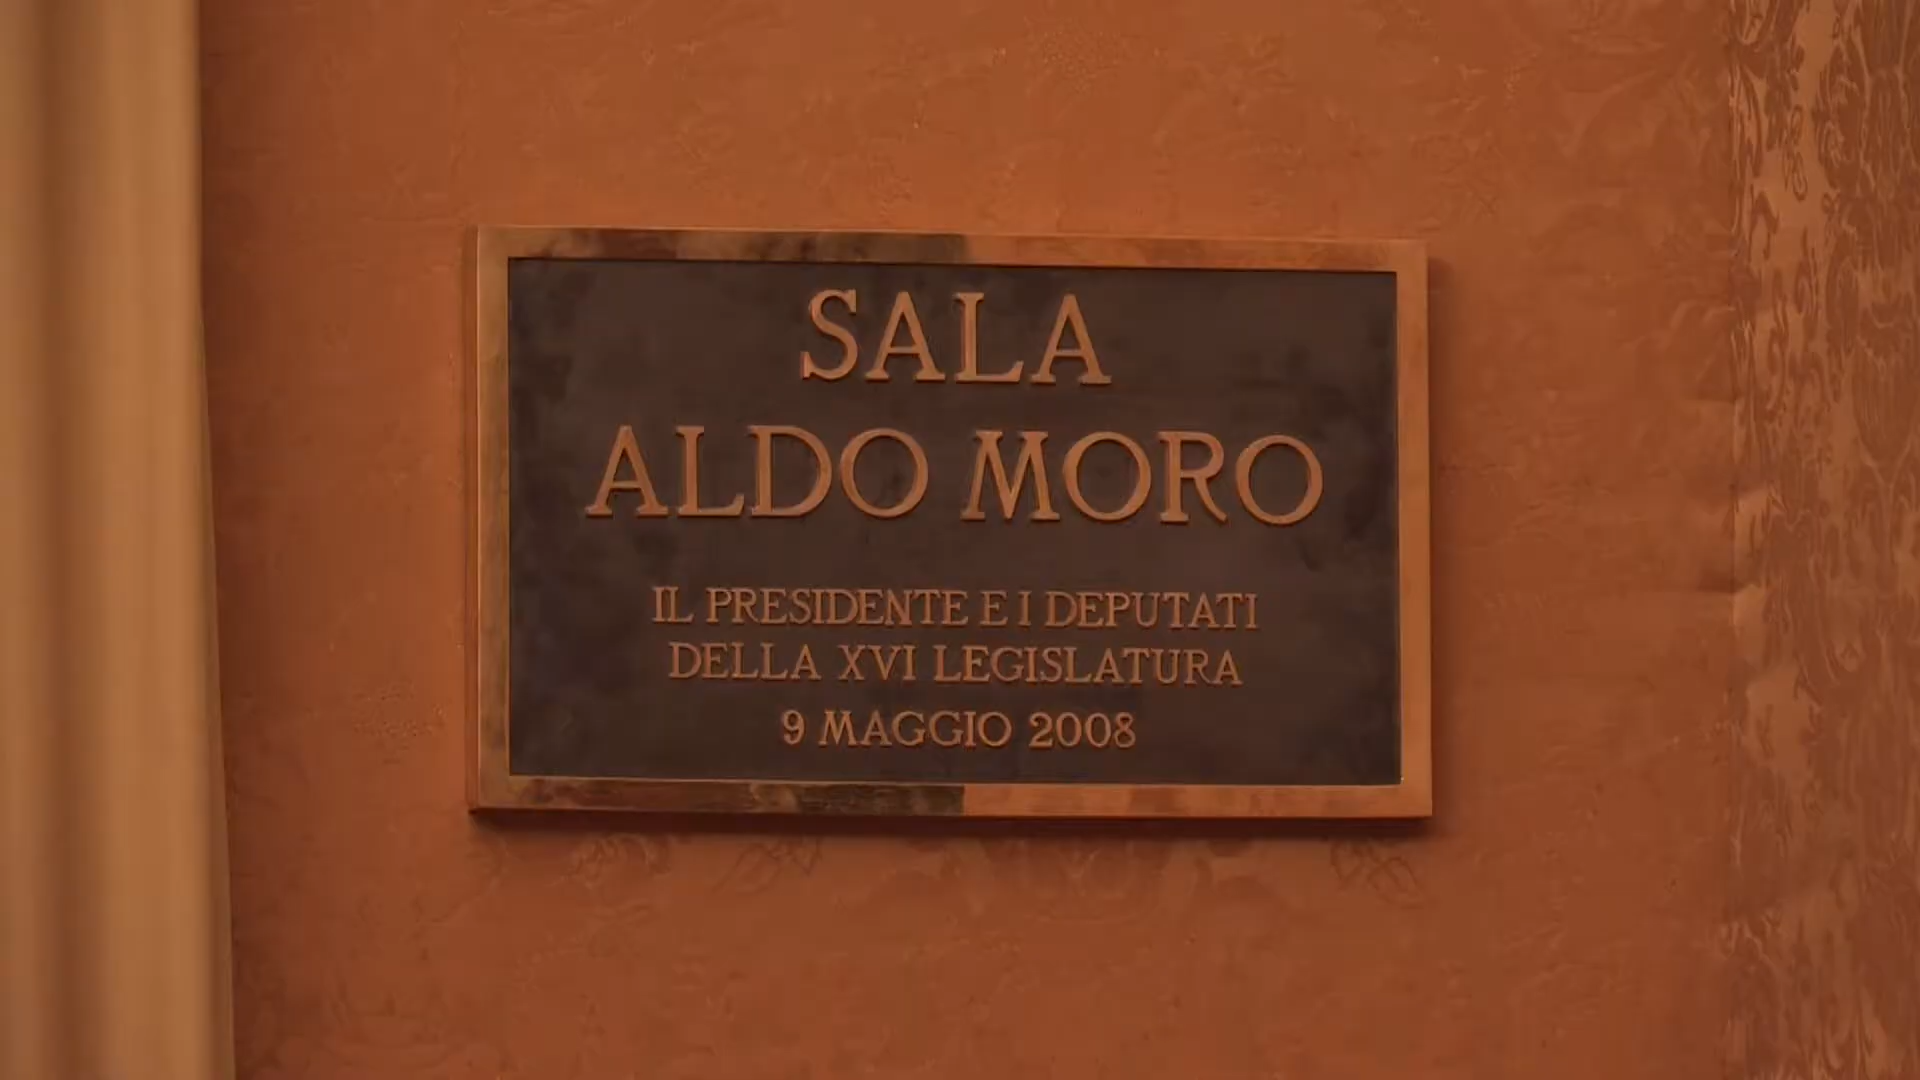 SALA
ALDO MORO
IL PRESIDENTE E I DEPUTATI
DELLA XVI LEGISLATURA
9 MAGGIO 2008